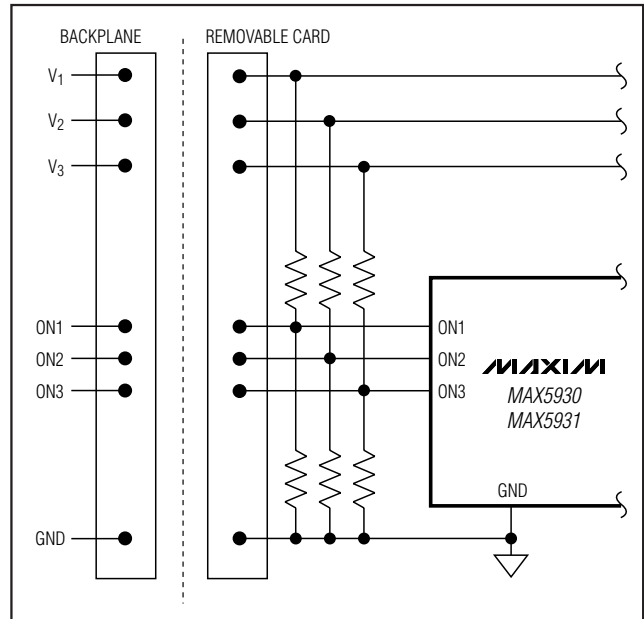 BACKPLANE REMOVABLE CARD
V1
V2
V3
ON1 ON1
ON2 ON2
ON3 ON3
MAXIM
MAX5930
MAX5931
GND
GND